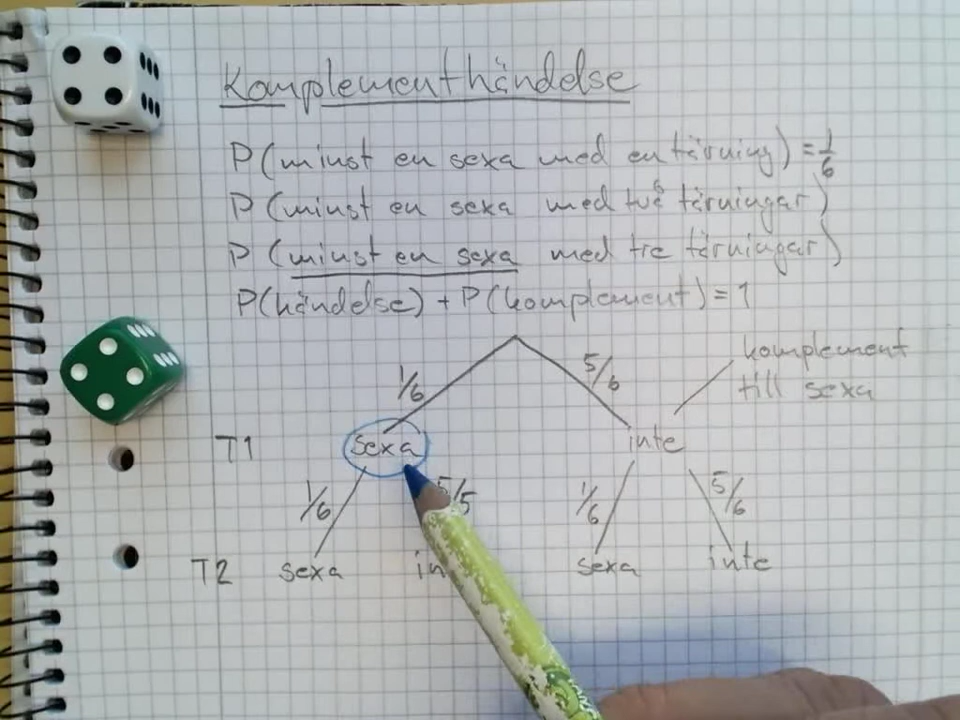 Komplementhändelse
P(minst en sexa med en tärning) = 1/6
P(minst en sexa med två tärningar)
P(minst en sexa med tre tärningar)
P(händelse) + P(komplement) = 1
1/6 5/6 komplement
till sexa
T1 sexa inte
1/6 5/5 1/6 5/6
T2 sexa sexa inte